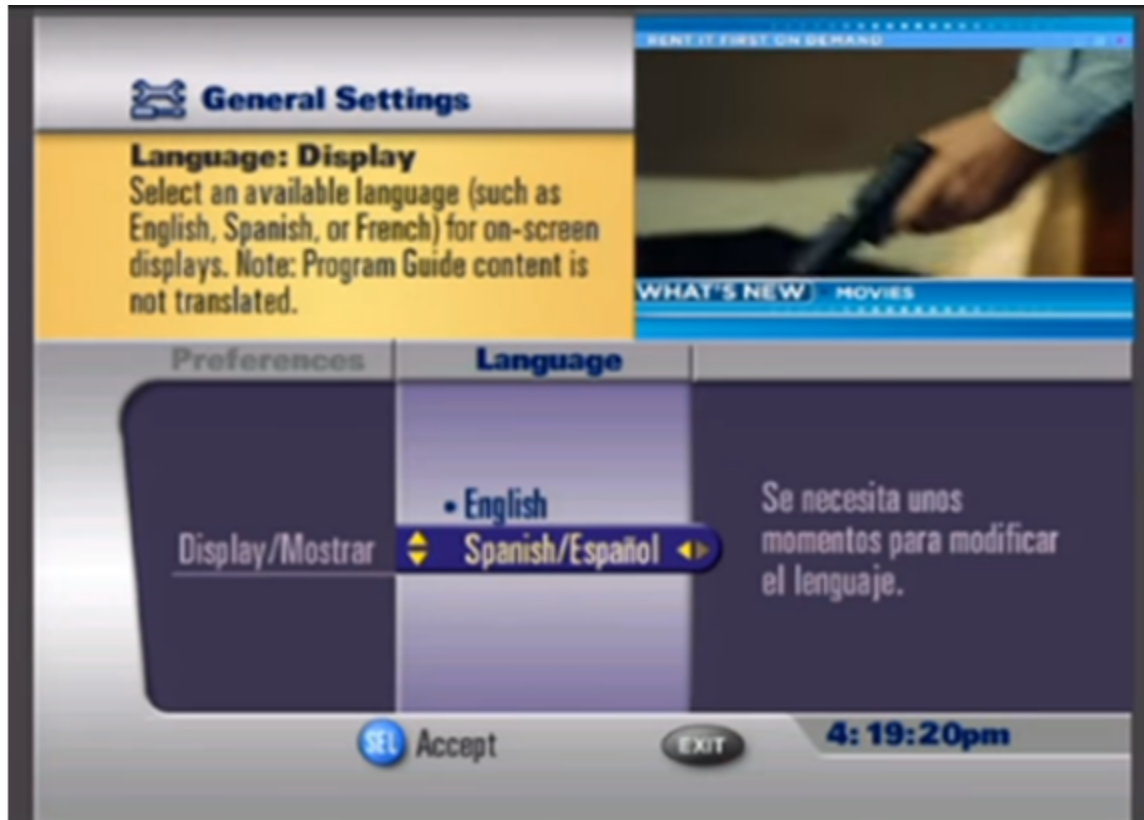 RENT IT FIRST ON DEMAND
General Settings
Language: Display
Select an available language (such as
English, Spanish, or French) for on-screen
displays. Note: Program Guide content is
not translated.
WHAT'S NEW MOVIES
Preferences
Language
• English
Display/Mostrar
Spanish/Español
Se necesita unos
momentos para modificar
el lenguaje.
SEL Accept
EXIT
4:19:20pm